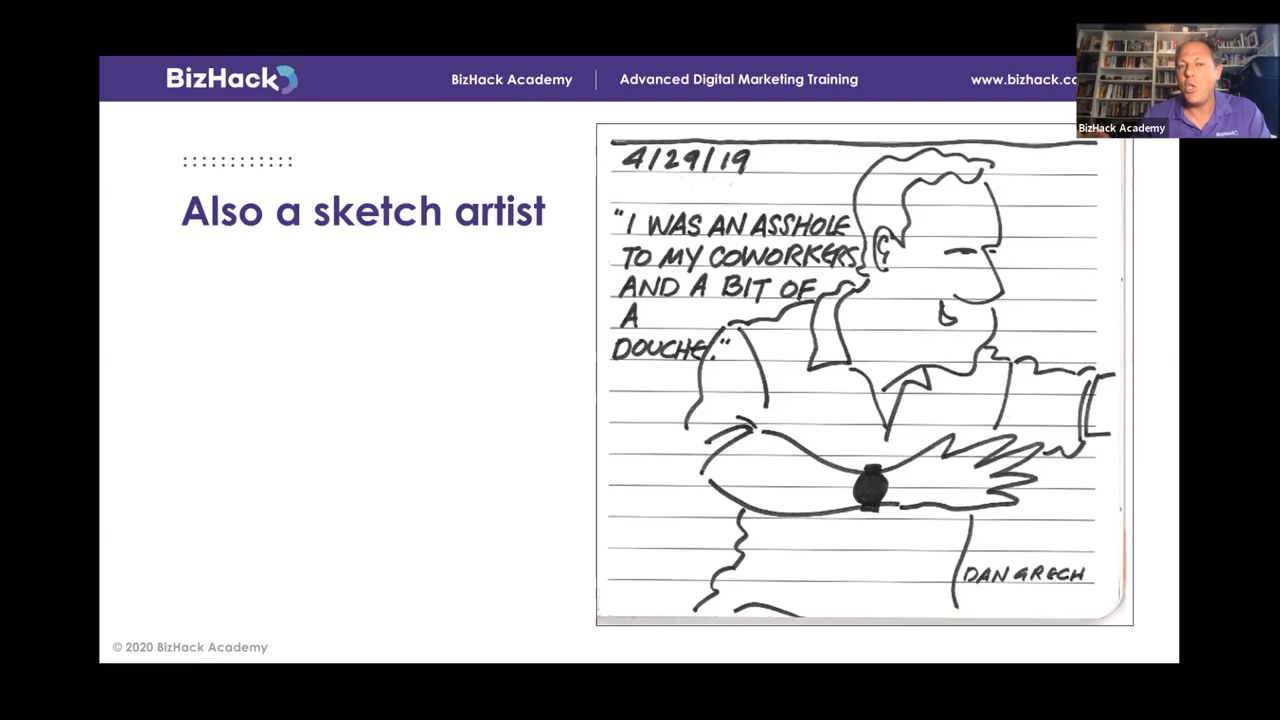 BizHack
BizHack Academy
Advanced Digital Marketing Training
www.bizhack.c
BizHack Academy
Also a sketch artist
4/29/19
"I WAS AN ASSHOLE
TO MY COWORKERS
AND A BIT OF
A
DOUCHE."
DAN GRECH
© 2020 BizHack Academy